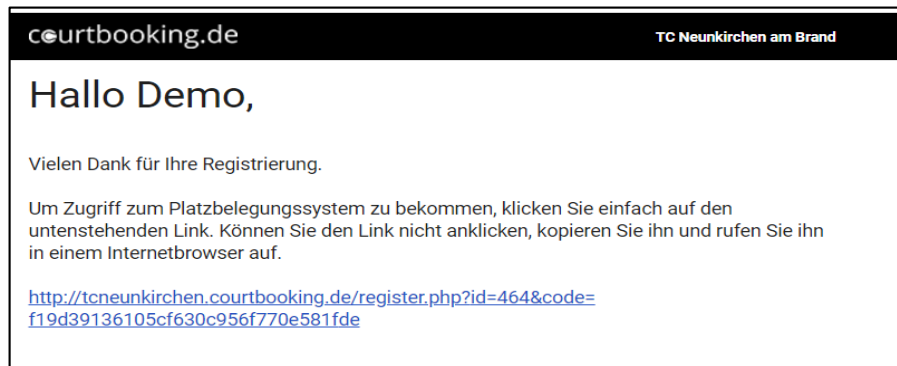 courtbooking.de
TC Neunkirchen am Brand
Hallo Demo,
Vielen Dank für Ihre Registrierung.
Um Zugriff zum Platzbelegungssystem zu bekommen, klicken Sie einfach auf den
untenstehenden Link. Können Sie den Link nicht anklicken, kopieren Sie ihn und rufen Sie ihn
in einem Internetbrowser auf.
http://tcneunkirchen.courtbooking.de/register.php?id=464&code=
f19d39136105cf630c956f770e581fde